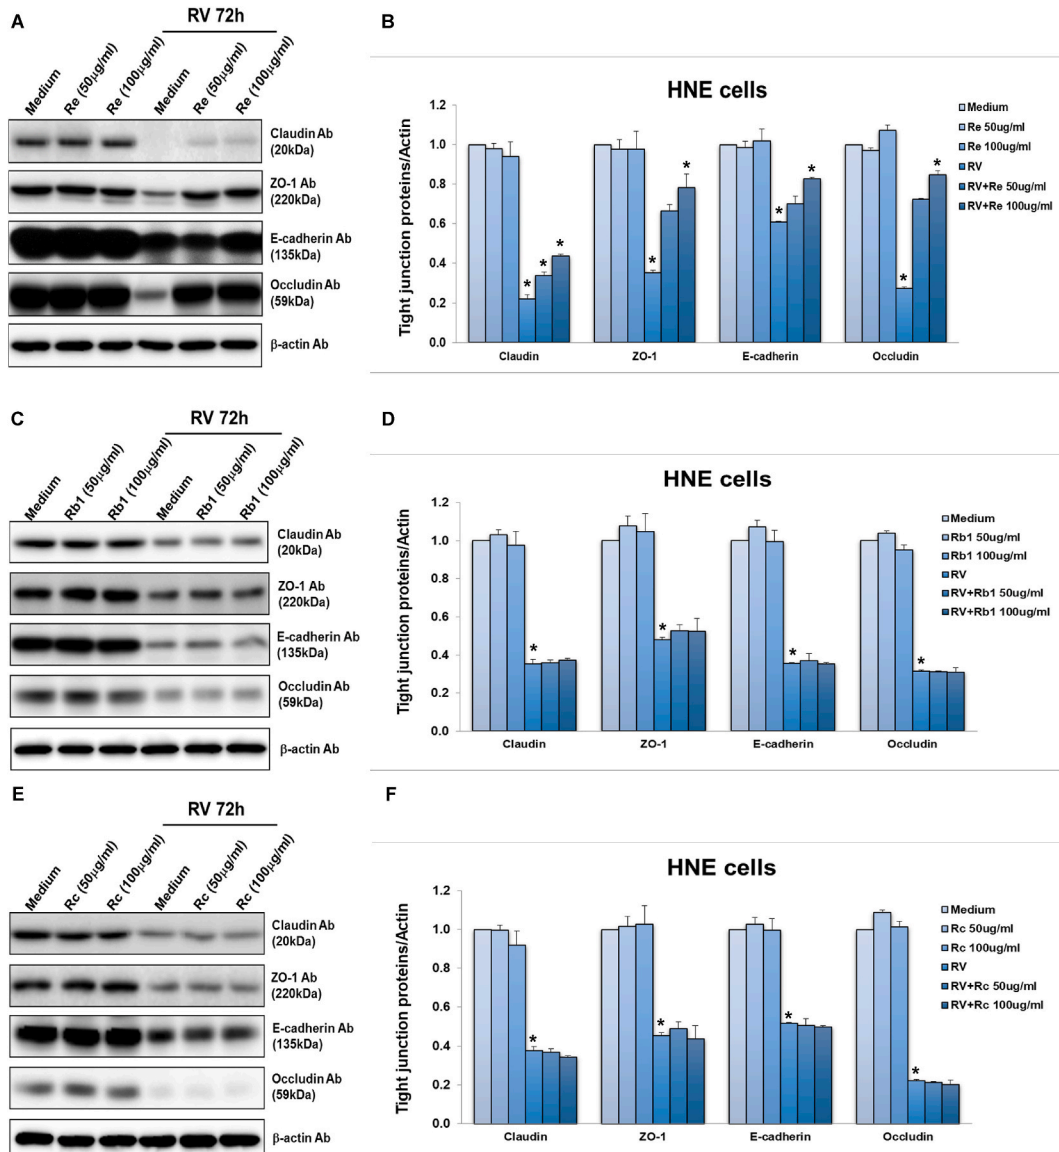 A
RV 72h
Medium
Re (50μg/ml)
Re (100μg/ml)
Medium
Re (50μg/ml)
Re (100μg/ml)
Claudin Ab
(20kDa)
ZO-1 Ab
(220kDa)
E-cadherin Ab
(135kDa)
Occludin Ab
(59kDa)
β-actin Ab
B
HNE cells
Tight junction proteins/Actin
1.2
1.0
0.8
0.6
0.4
0.2
0.0
* * *
* *
* *
* *
Claudin
ZO-1
E-cadherin
Occludin
Medium
Re 50ug/ml
Re 100ug/ml
RV
RV+Re 50ug/ml
RV+Re 100ug/ml
C
RV 72h
Medium
Rb1 (50μg/ml)
Rb1 (100μg/ml)
Medium
Rb1 (50μg/ml)
Rb1 (100μg/ml)
Claudin Ab
(20kDa)
ZO-1 Ab
(220kDa)
E-cadherin Ab
(135kDa)
Occludin Ab
(59kDa)
β-actin Ab
D
HNE cells
Tight junction proteins/Actin
1.2
1.0
0.8
0.6
0.4
0.2
0.0
*
*
*
*
Claudin
ZO-1
E-cadherin
Occludin
Medium
Rb1 50ug/ml
Rb1 100ug/ml
RV
RV+Rb1 50ug/ml
RV+Rb1 100ug/ml
E
RV 72h
Medium
Rc (50μg/ml)
Rc (100μg/ml)
Medium
Rc (50μg/ml)
Rc (100μg/ml)
Claudin Ab
(20kDa)
ZO-1 Ab
(220kDa)
E-cadherin Ab
(135kDa)
Occludin Ab
(59kDa)
β-actin Ab
F
HNE cells
Tight junction proteins/Actin
1.2
1.0
0.8
0.6
0.4
0.2
0.0
*
*
*
*
Claudin
ZO-1
E-cadherin
Occludin
Medium
Rc 50ug/ml
Rc 100ug/ml
RV
RV+Rc 50ug/ml
RV+Rc 100ug/ml